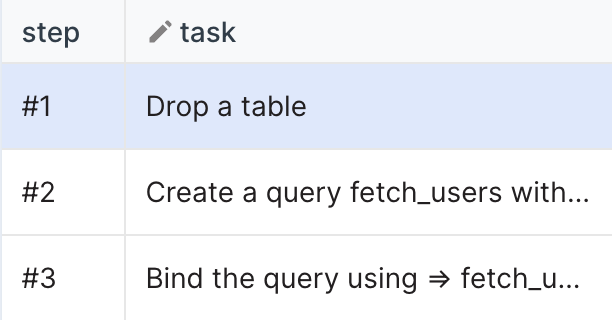 step task
#1 Drop a table
#2 Create a query fetch_users with...
#3 Bind the query using => fetch_u...